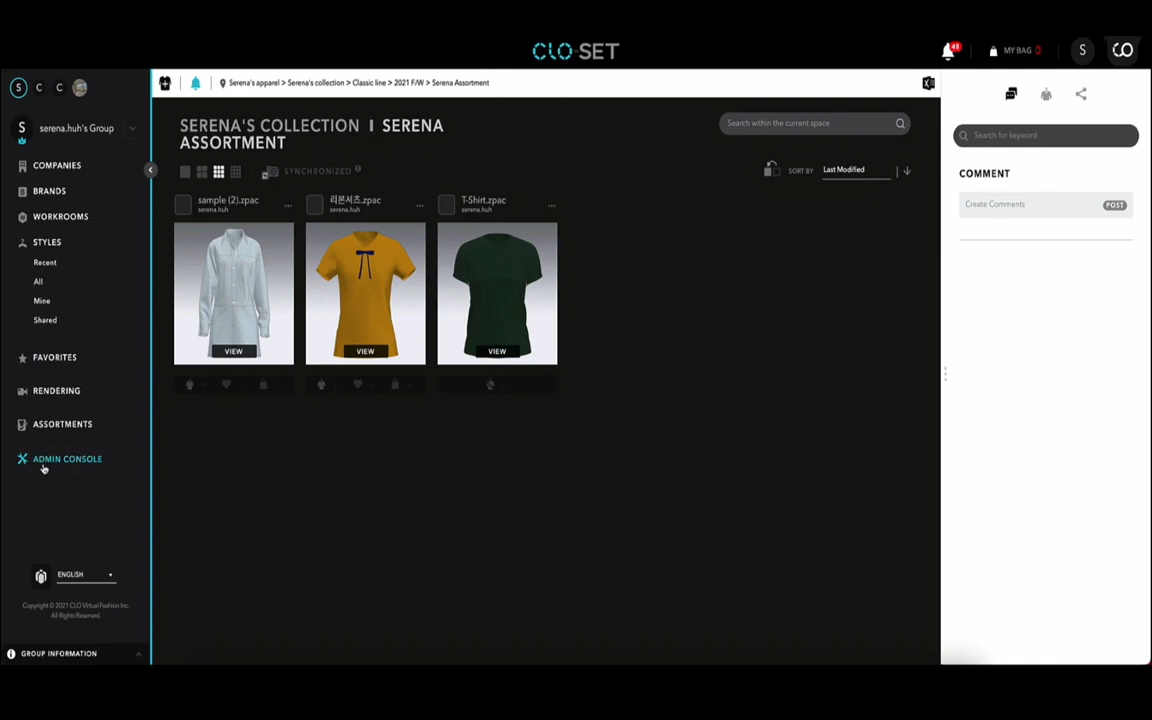 CLO-SET
48
MY BAG 0
S
S C C
Serena's apparel > Serena's collection > Classic line > 2021 F/W > Serena Assortment
S serena.huh's Group
SERENA'S COLLECTION I SERENA
ASSORTMENT
Search within the current space
Search for keyword
COMPANIES
BRANDS
WORKROOMS
STYLES
Recent
All
Mine
Shared
FAVORITES
RENDERING
ASSORTMENTS
ADMIN CONSOLE
SYNCHRONIZED
SORT BY Last Modified
COMMENT
Create Comments POST
sample (2).zpac
serena.huh
리본셔츠.zpac
serena.huh
T-Shirt.zpac
serena.huh
VIEW
VIEW
VIEW
ENGLISH
Copyright © 2021 CLO Virtual Fashion Inc.
All Rights Reserved.
GROUP INFORMATION